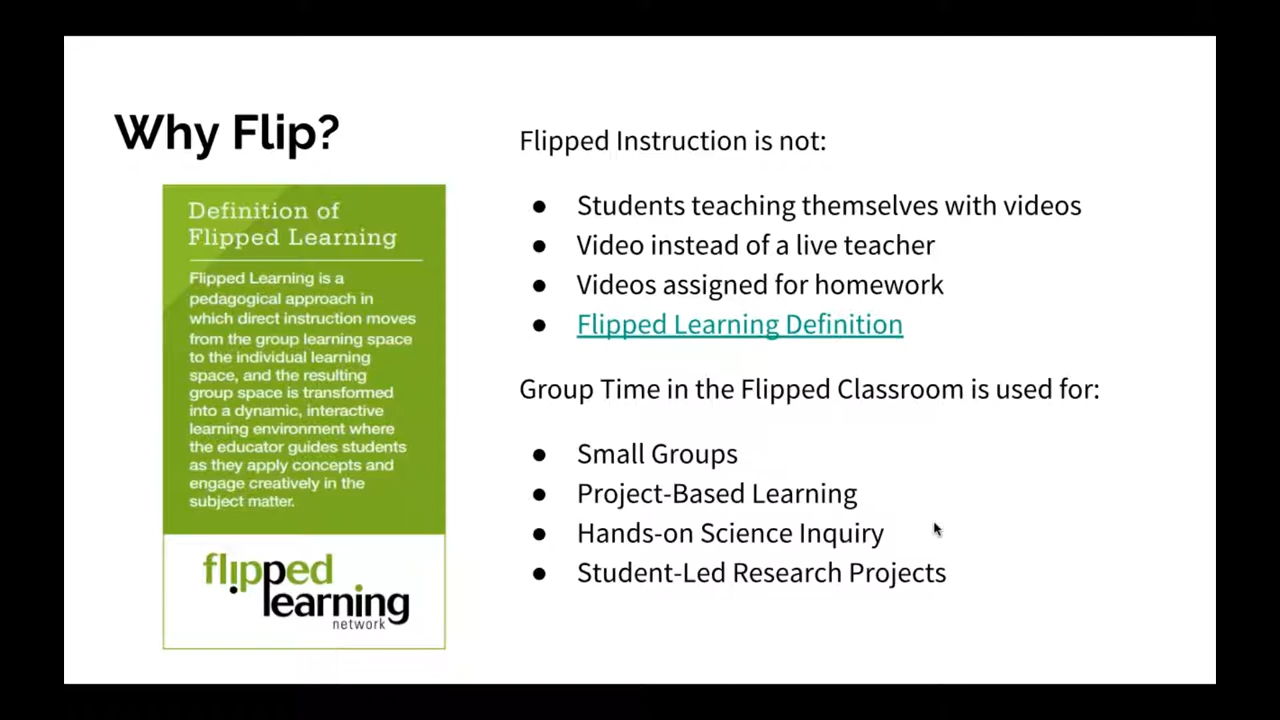 Why Flip?
Definition of
Flipped Learning
Flipped Learning is a
pedagogical approach in
which direct instruction moves
from the group learning space
to the individual learning
space, and the resulting
group space is transformed
into a dynamic, interactive
learning environment where
the educator guides students
as they apply concepts and
engage creatively in the
subject matter.
flipped
learning
network
Flipped Instruction is not:
● Students teaching themselves with videos
● Video instead of a live teacher
● Videos assigned for homework
● Flipped Learning Definition
Group Time in the Flipped Classroom is used for:
● Small Groups
● Project-Based Learning
● Hands-on Science Inquiry
● Student-Led Research Projects